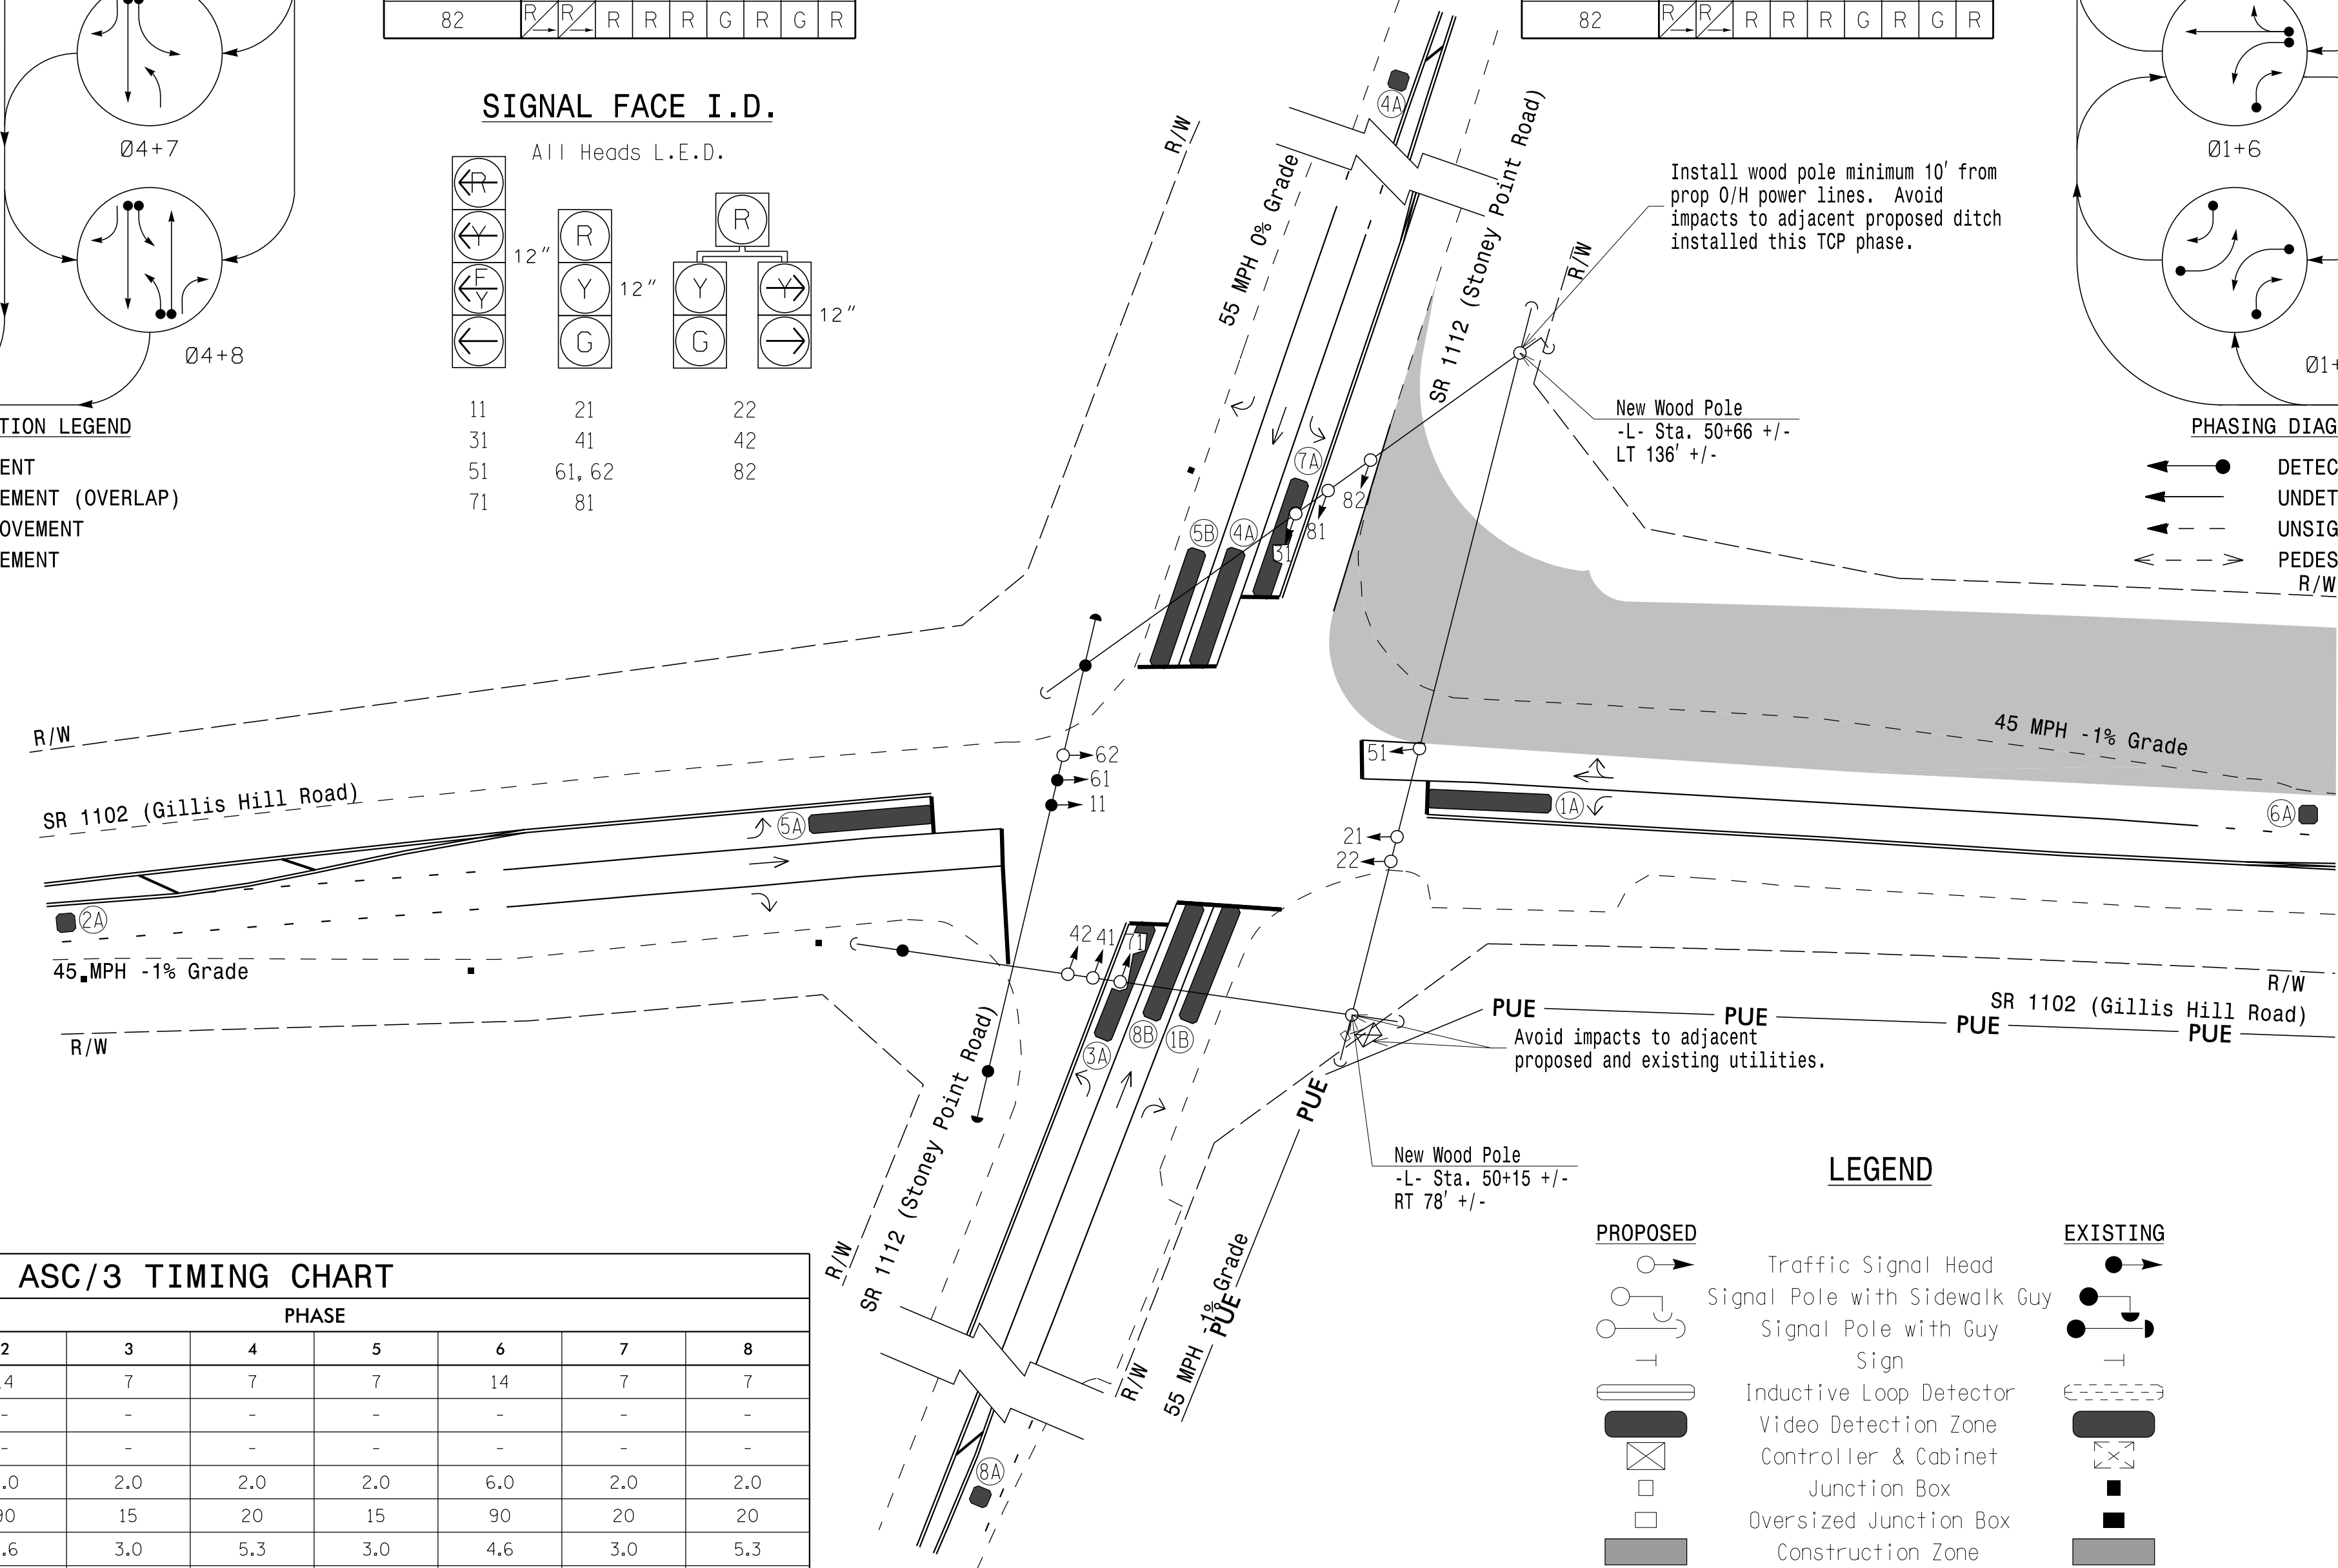 82 R R R R R G R G R
82 R R R R R G R G R
Ø4+7
Ø4+8
TION LEGEND
ENT
EMENT (OVERLAP)
OVEMENT
EMENT
SIGNAL FACE I.D.
All Heads L.E.D.
R
Y
F
Y
12"
R
Y
G
12"
R
Y
Y
G
12"
11 21 22
31 41 42
51 61, 62 82
71 81
R/W
55 MPH 0% Grade
SR 1112 (Stoney Point Road)
R/W
4A
7A
5B
4A
82
81
31
Install wood pole minimum 10' from
prop O/H power lines. Avoid
impacts to adjacent proposed ditch
installed this TCP phase.
New Wood Pole
-L- Sta. 50+66 +/-
LT 136' +/-
Ø1+6
Ø1+
PHASING DIAG
DETEC
UNDET
UNSIG
PEDES
R/W
R/W
SR 1102 (Gillis Hill Road)
5A
2A
45 MPH -1% Grade
R/W
62
61
11
51
21
22
1A
6A
45 MPH -1% Grade
42 41 71
3A
8B
1B
R/W
SR 1102 (Gillis Hill Road)
PUE
PUE
PUE
PUE
Avoid impacts to adjacent
proposed and existing utilities.
PUE
New Wood Pole
-L- Sta. 50+15 +/-
RT 78' +/-
R/W
SR 1112 (Stoney Point Road)
R/W
55 MPH -1% Grade
PUE
8A
ASC/3 TIMING CHART
PHASE
2 3 4 5 6 7 8
4 7 7 7 14 7 7
- - - - - - -
- - - - - - -
.0 2.0 2.0 2.0 6.0 2.0 2.0
90 15 20 15 90 20 20
.6 3.0 5.3 3.0 4.6 3.0 5.3
LEGEND
PROPOSED EXISTING
Traffic Signal Head
Signal Pole with Sidewalk Guy
Signal Pole with Guy
Sign
Inductive Loop Detector
Video Detection Zone
Controller & Cabinet
Junction Box
Oversized Junction Box
Construction Zone